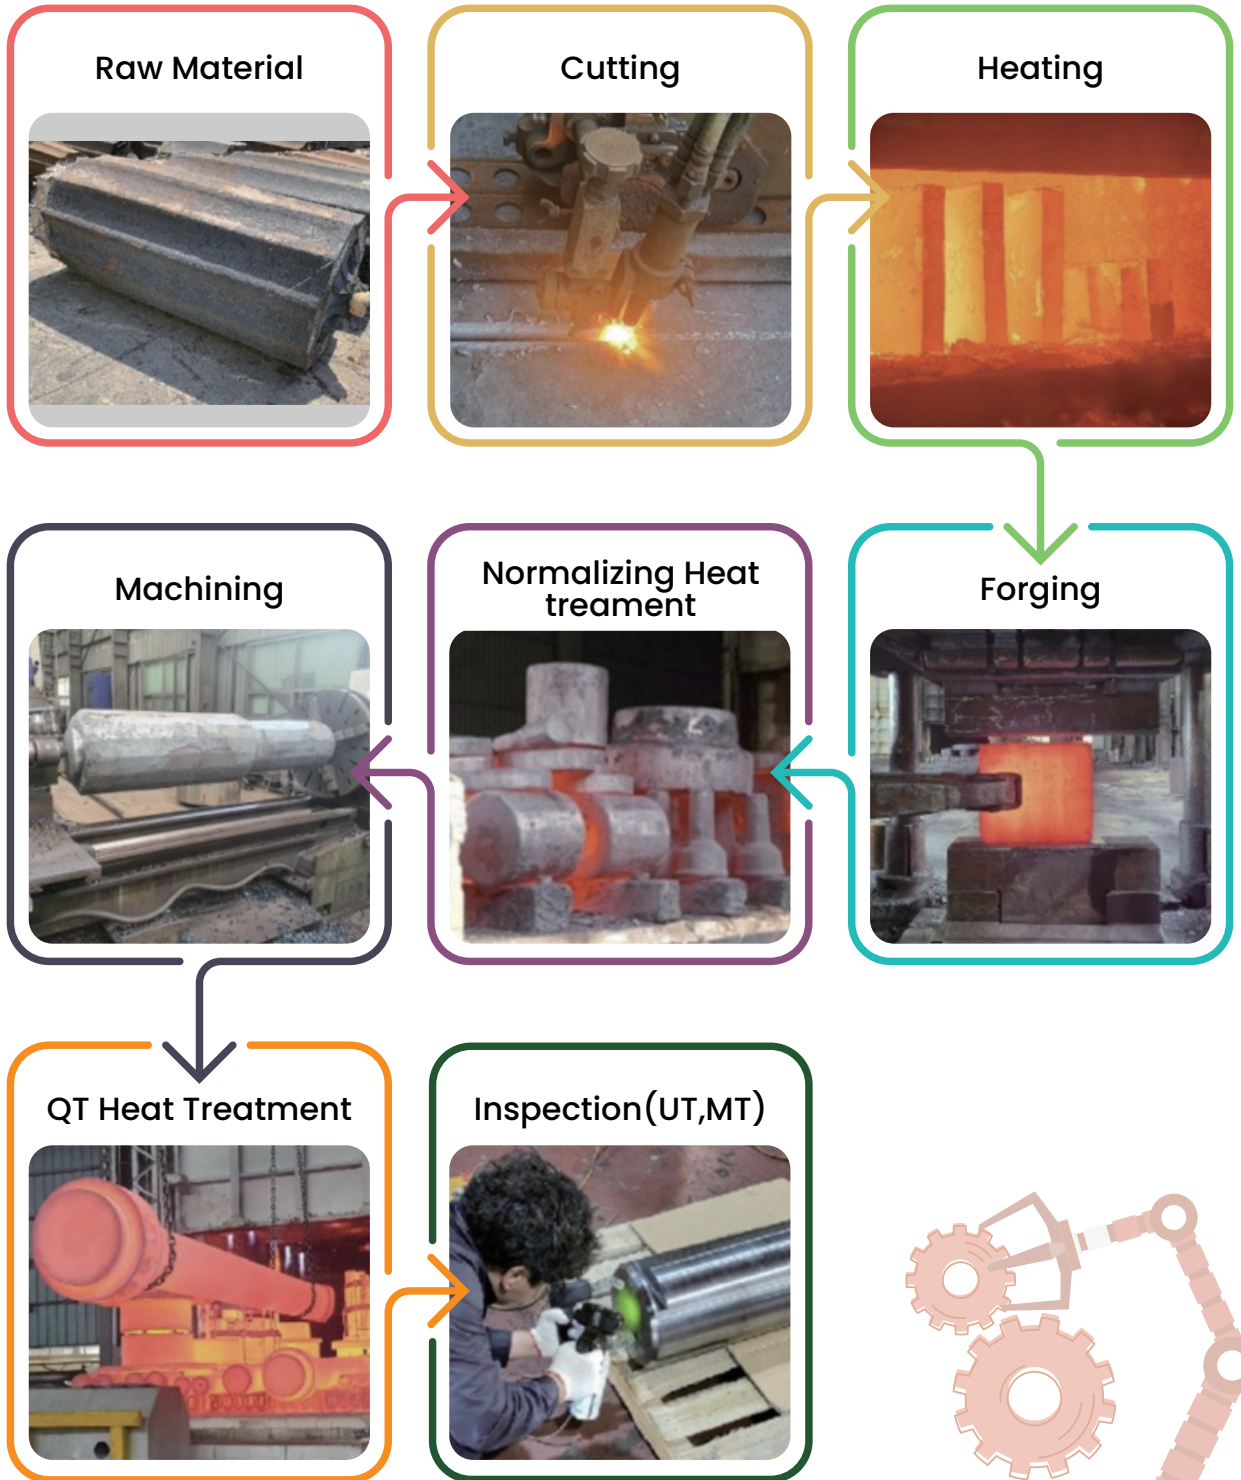 Raw Material
Cutting
Heating
Machining
Normalizing Heat
treament
Forging
QT Heat Treatment
Inspection(UT,MT)